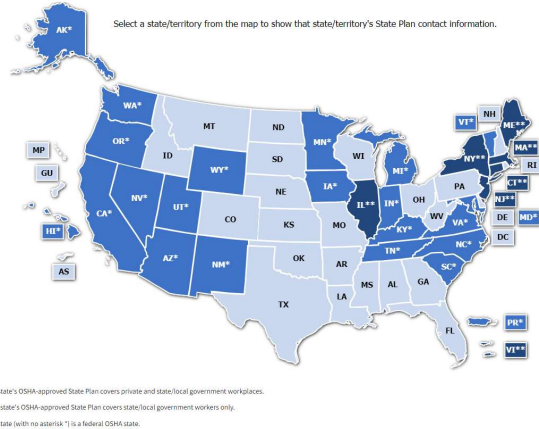 Select a state/territory from the map to show that state/territory's State Plan contact information.
AK*
WA*
MT
ND
MN*
VT*
NH
ME**
OR*
ID
SD
WI
NY**
MA**
MP
WY*
MI*
RI
GU
IA*
PA
CT**
NE
NJ**
NV*
IL**
IN*
OH
CA*
UT*
CO
WV
DE
MD*
HI*
KS
MO
KY*
VA*
DC
AZ*
NM*
OK
TN*
NC*
AS
AR
SC*
TX
LA
MS
AL
GA
FL
PR*
VI**
state's OSHA-approved State Plan covers private and state/local government workplaces.
state's OSHA-approved State Plan covers state/local government workers only.
tate (with no asterisk *) is a federal OSHA state.